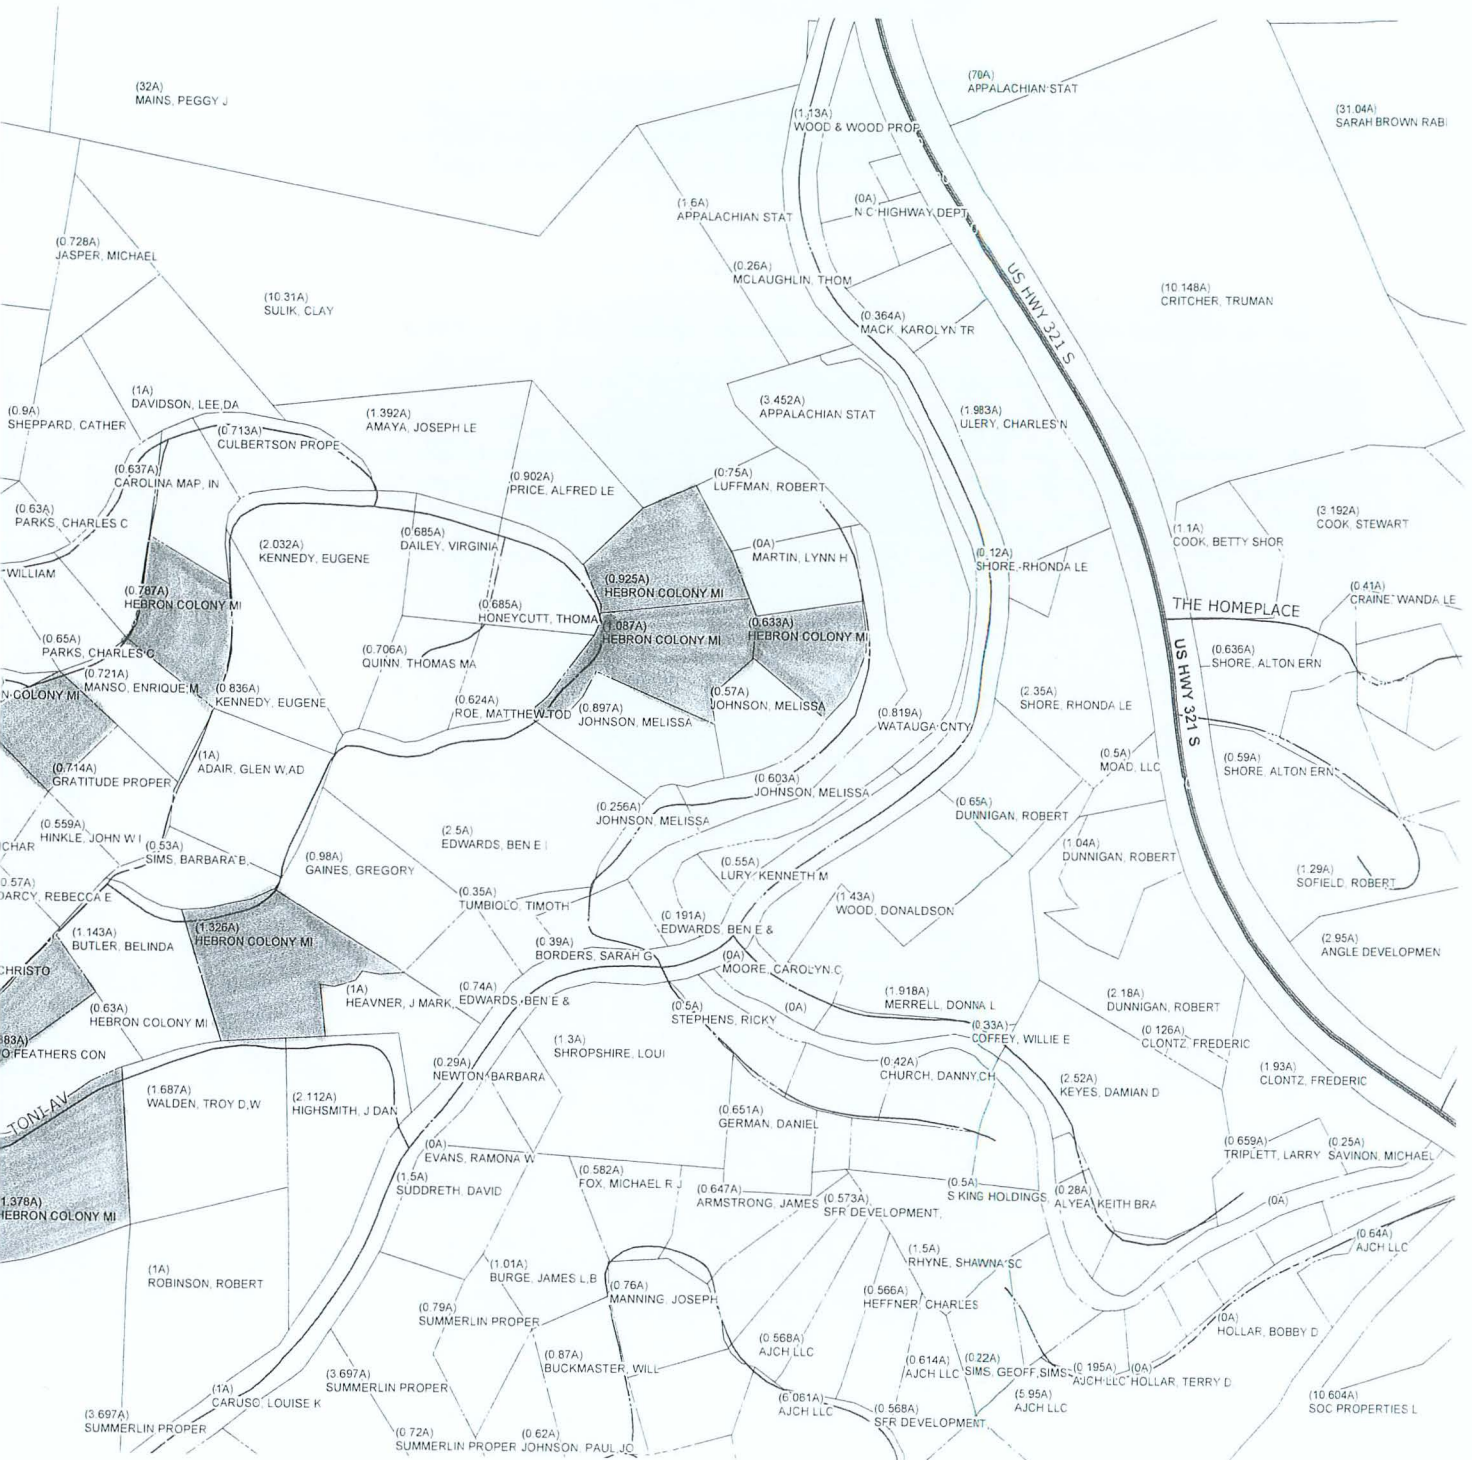 (32A)
MAINS, PEGGY J
(70A)
APPALACHIAN STAT
(31.04A)
SARAH BROWN RABI
(1.13A)
WOOD & WOOD PROP
(1.6A)
APPALACHIAN STAT
(0A)
N C HIGHWAY DEPT
(0.728A)
JASPER, MICHAEL
(0.26A)
MCLAUGHLIN, THOM
US HWY 321 S
(10.31A)
SULIK, CLAY
(10.148A)
CRITCHER, TRUMAN
(0.364A)
MACK, KAROLYN TR
(1A)
DAVIDSON, LEE,DA
(0.9A)
SHEPPARD, CATHER
(1.392A)
AMAYA, JOSEPH LE
(3.452A)
APPALACHIAN STAT
(1.983A)
ULERY, CHARLES N
(0.713A)
CULBERTSON PROPE
(0.637A)
CAROLINA MAP, IN
(0.902A)
PRICE, ALFRED LE
(0.75A)
LUFFMAN, ROBERT
(0.63A)
PARKS, CHARLES C
(2.032A)
KENNEDY, EUGENE
(0.685A)
DAILEY, VIRGINIA
(0A)
MARTIN, LYNN H
(0.12A)
SHORE, RHONDA LE
(1.1A)
COOK, BETTY SHOR
(3.192A)
COOK, STEWART
WILLIAM
(0.787A)
HEBRON COLONY MI
(0.925A)
HEBRON COLONY MI
(0.685A)
HONEYCUTT, THOMA
(1.087A)
HEBRON COLONY MI
(0.633A)
HEBRON COLONY MI
THE HOMEPLACE
(0.41A)
CRAINE, WANDA LE
(0.65A)
PARKS, CHARLES C
(0.706A)
QUINN, THOMAS MA
(0.636A)
SHORE, ALTON ERN
US HWY 321 S
(0.721A)
MANSO, ENRIQUE,M
N COLONY MI
(0.836A)
KENNEDY, EUGENE
(0.624A)
ROE, MATTHEW TOD
(0.897A)
JOHNSON, MELISSA
(0.57A)
JOHNSON, MELISSA
(0.819A)
WATAUGA CNTY
(2.35A)
SHORE, RHONDA LE
(0.714A)
GRATITUDE PROPER
(1A)
ADAIR, GLEN W,AD
(0.603A)
JOHNSON, MELISSA
(0.5A)
MOAD, LLC
(0.59A)
SHORE, ALTON ERN
(0.256A)
JOHNSON, MELISSA
(0.65A)
DUNNIGAN, ROBERT
(0.559A)
HINKLE, JOHN W I
CHAR
(0.53A)
SIMS, BARBARA B,
(2.5A)
EDWARDS, BEN E
(0.98A)
GAINES, GREGORY
(0.55A)
LURY, KENNETH M
(1.04A)
DUNNIGAN, ROBERT
(1.29A)
SOFIELD, ROBERT
0.57A)
DARCY, REBECCA E
(0.35A)
TUMBIOLO, TIMOTH
(1.43A)
WOOD, DONALDSON
(1.143A)
BUTLER, BELINDA
(1.326A)
HEBRON COLONY MI
(0.191A)
EDWARDS, BEN E &
(0.39A)
BORDERS, SARAH G
(2.95A)
ANGLE DEVELOPMEN
CHRISTO
(0A)
MOORE, CAROLYN C
(0.63A)
HEBRON COLONY MI
(1A)
HEAVNER, J MARK
(0.74A)
EDWARDS, BEN E &
(0.5A)
STEPHENS, RICKY
(0A)
(1.918A)
MERRELL, DONNA L
(2.18A)
DUNNIGAN, ROBERT
(0.33A)
COFFEY, WILLIE E
(0.126A)
CLONTZ, FREDERIC
383A)
O FEATHERS CON
(1.3A)
SHROPSHIRE, LOUI
(0.29A)
NEWTON, BARBARA
(0.42A)
CHURCH, DANNY,CH
(2.52A)
KEYES, DAMIAN D
(1.93A)
CLONTZ, FREDERIC
TONI AV
(1.687A)
WALDEN, TROY D,W
(2.112A)
HIGHSMITH, J DAN
(0.651A)
GERMAN, DANIEL
(0A)
EVANS, RAMONA W
(0.659A)
TRIPLETT, LARRY
(0.25A)
SAVINON, MICHAEL
(1.5A)
SUDDRETH, DAVID
(0.582A)
FOX, MICHAEL R J
(0.647A)
ARMSTRONG, JAMES
(0.573A)
SFR DEVELOPMENT,
(0.5A)
S KING HOLDINGS,
(0.28A)
ALYEA, KEITH BRA
(0A)
1.378A)
HEBRON COLONY MI
(0.64A)
AJCH LLC
(1A)
ROBINSON, ROBERT
(1.01A)
BURGE, JAMES L,B
(0.76A)
MANNING, JOSEPH
(1.5A)
RHYNE, SHAWNA SC
(0.566A)
HEFFNER, CHARLES
(0.79A)
SUMMERLIN PROPER
(0A)
HOLLAR, BOBBY D
(0.568A)
AJCH LLC
(0.87A)
BUCKMASTER, WILL
(0.614A)
AJCH LLC
(0.22A)
SIMS, GEOFF,SIMS
(0.195A)
AJCH LLC
(0A)
HOLLAR, TERRY D
(3.697A)
SUMMERLIN PROPER
(1A)
CARUSO, LOUISE K
(6.061A)
AJCH LLC
(0.568A)
SFR DEVELOPMENT,
(5.95A)
AJCH LLC
(10.604A)
SOC PROPERTIES L
(3.697A)
SUMMERLIN PROPER
(0.72A)
SUMMERLIN PROPER
(0.62A)
JOHNSON, PAUL,JO